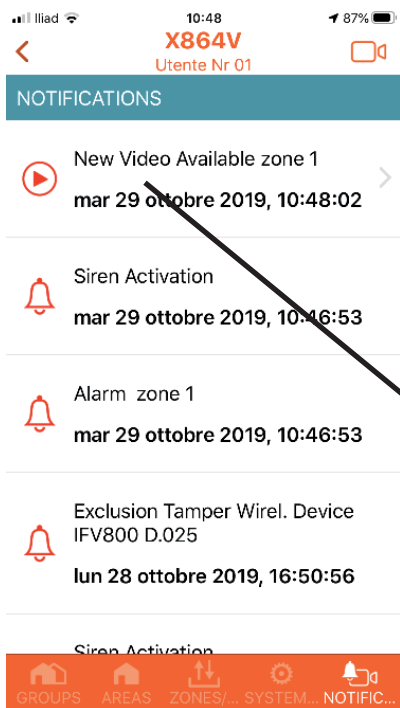 Iliad 10:48 87%
X864V
Utente Nr 01
NOTIFICATIONS
New Video Available zone 1
mar 29 ottobre 2019, 10:48:02
Siren Activation
mar 29 ottobre 2019, 10:46:53
Alarm zone 1
mar 29 ottobre 2019, 10:46:53
Exclusion Tamper Wirel. Device
IFV800 D.025
lun 28 ottobre 2019, 16:50:56
Siren Activation
GROUPS AREAS ZONES/... SYSTEM... NOTIFIC...